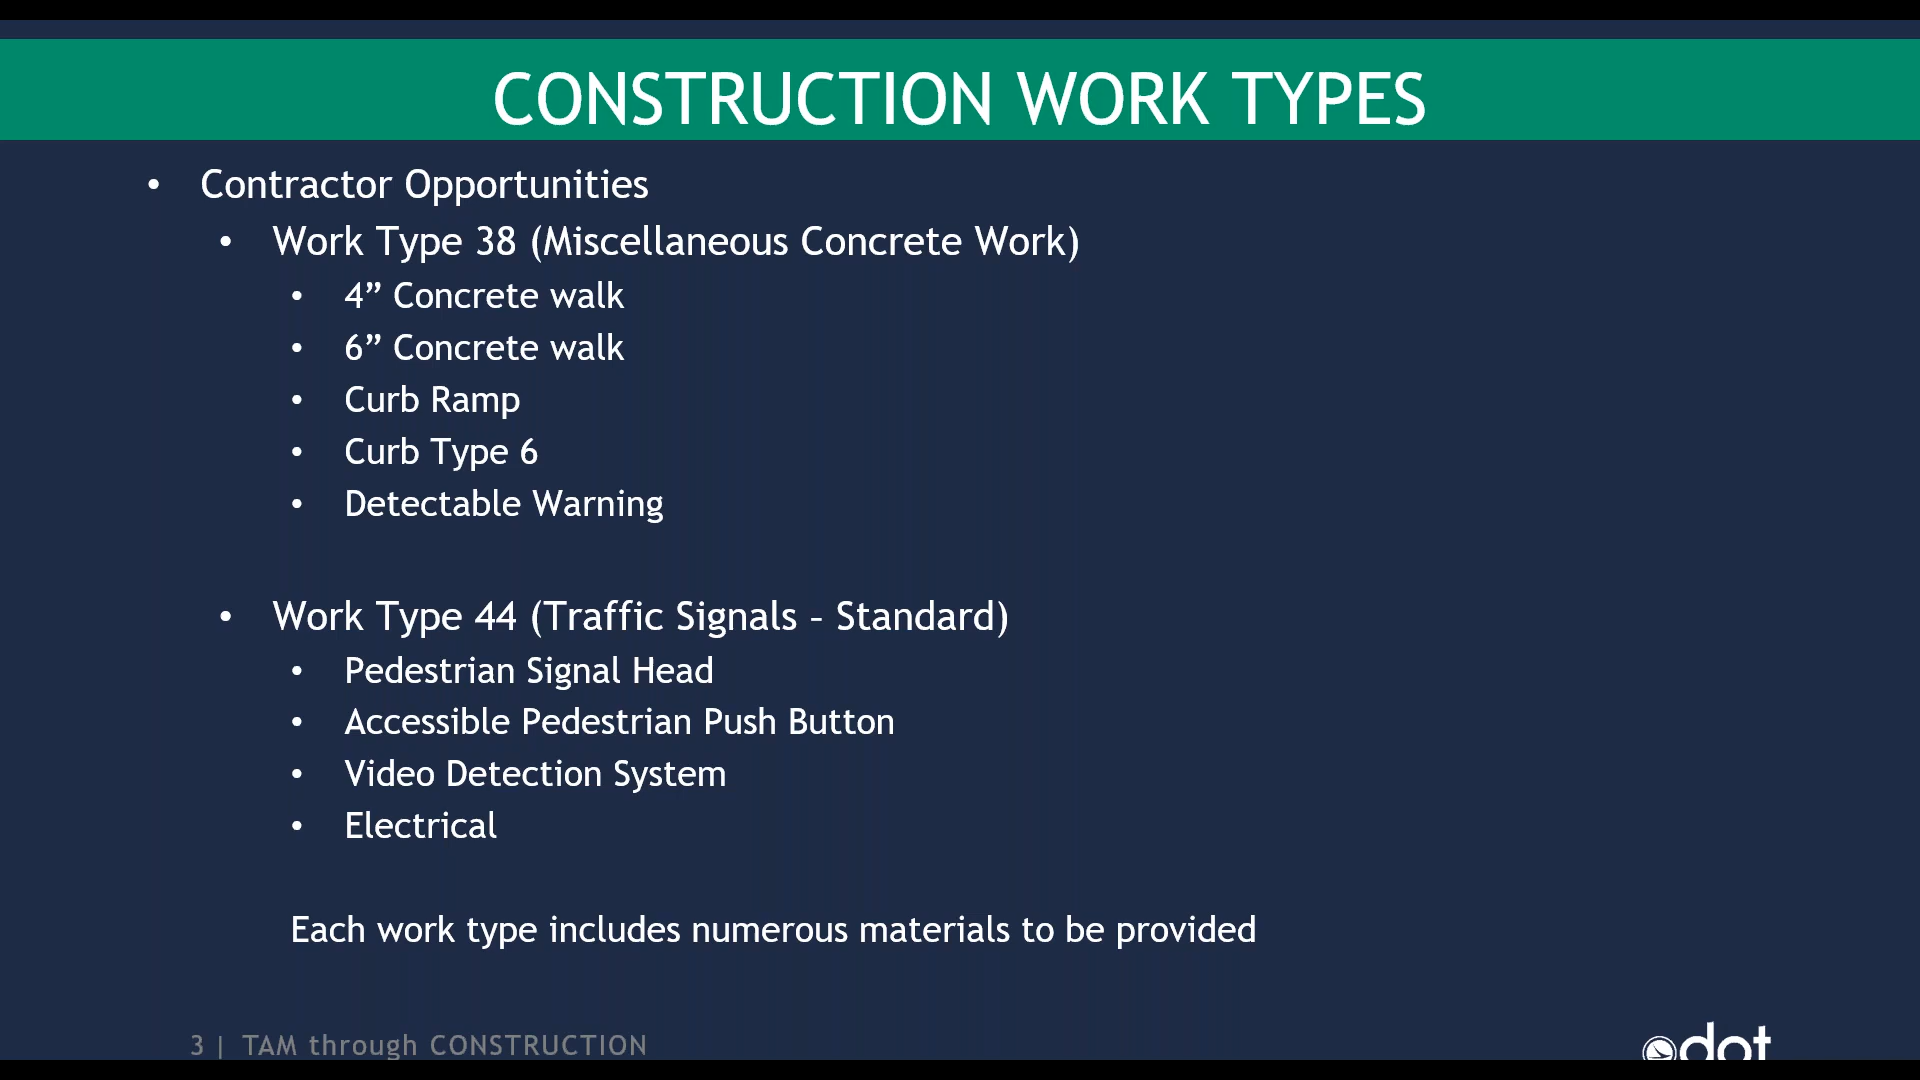 CONSTRUCTION WORK TYPES
• Contractor Opportunities
• Work Type 38 (Miscellaneous Concrete Work)
• 4” Concrete walk
• 6” Concrete walk
• Curb Ramp
• Curb Type 6
• Detectable Warning
• Work Type 44 (Traffic Signals – Standard)
• Pedestrian Signal Head
• Accessible Pedestrian Push Button
• Video Detection System
• Electrical
Each work type includes numerous materials to be provided
3 | TAM through CONSTRUCTION
dot